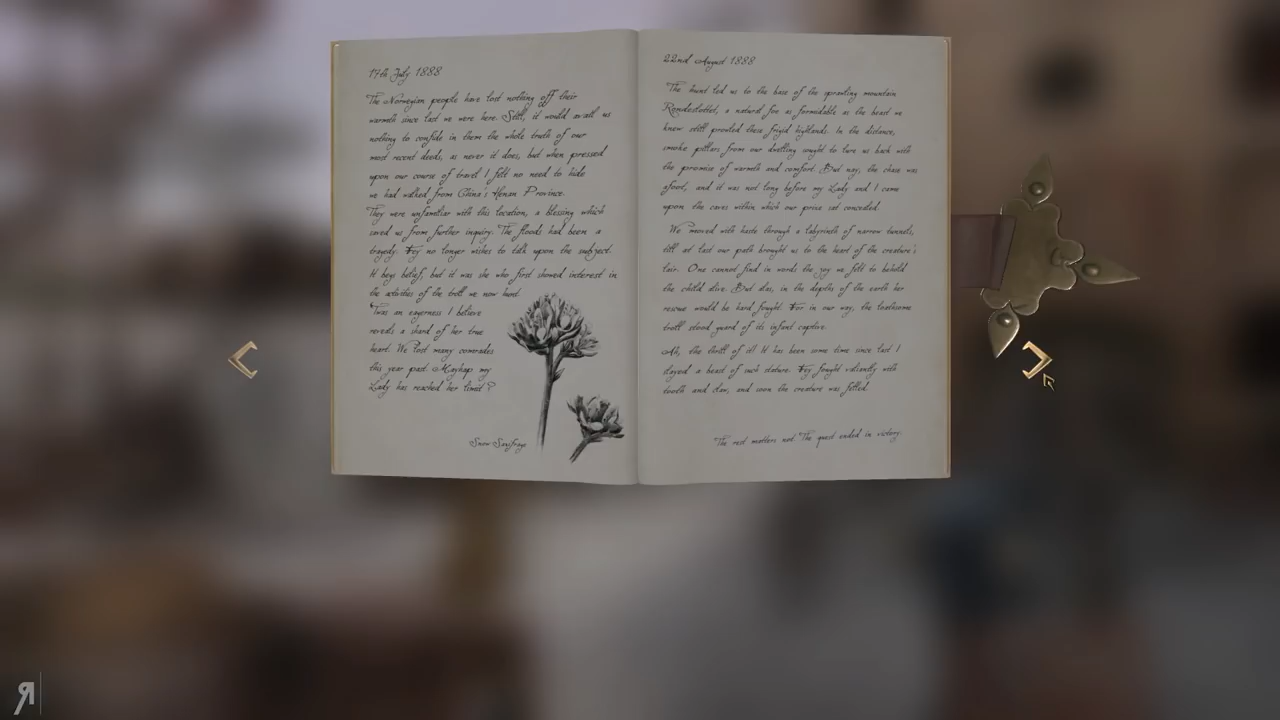 17th July 1888
The Norwegian people have lost nothing off their
warmth since last we were here. Still, it would avail us
nothing to confide in them the whole truth of our
most recent deeds, as never it does, but when pressed
upon our course of travel I felt no need to hide
we had walked from China's Henan Province.
They were unfamiliar with this location, a blessing which
saved us from further inquiry. The floods had been a
tragedy. Fey no longer wishes to talk upon the subject.
It begs belief, but it was she who first showed interest in
the activities of the troll we now hunt.
'Twas an eagerness I believe
reveals a shard of her true
heart. We lost many comrades
this year past. Mayhap my
Lady has reached her limit?
Snow Saxifrage
22nd August 1888
The hunt led us to the base of the sprawling mountain
Rondeslottet, a natural foe as formidable as the beast we
knew still prowled these frigid highlands. In the distance,
smoke pillars from our dwelling sought to turn us back with
the promise of warmth and comfort. But nay, the chase was
afoot, and it was not long before my Lady and I came
upon the caves within which our prize sat concealed.
We moved with haste through a labyrinth of narrow tunnels,
till at last our path brought us to the heart of the creature's
lair. One cannot find in words the joy we felt to behold
the child alive. But alas, in the depths of the earth her
rescue would be hard fought. For in our way, the loathsome
troll stood guard of its infant captive.
Ah, the thrill of it! It has been some time since last I
slayed a beast of such stature. Fey fought valiantly with
tooth and claw, and soon the creature was felled.
The rest matters not. The quest ended in victory.